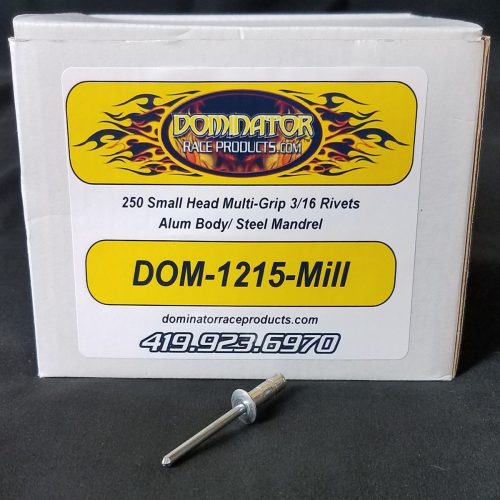 DOMINATOR
RACE PRODUCTS.COM
250 Small Head Multi-Grip 3/16 Rivets
Alum Body/ Steel Mandrel
DOM-1215-Mill
dominatorraceproducts.com
419.923.6970